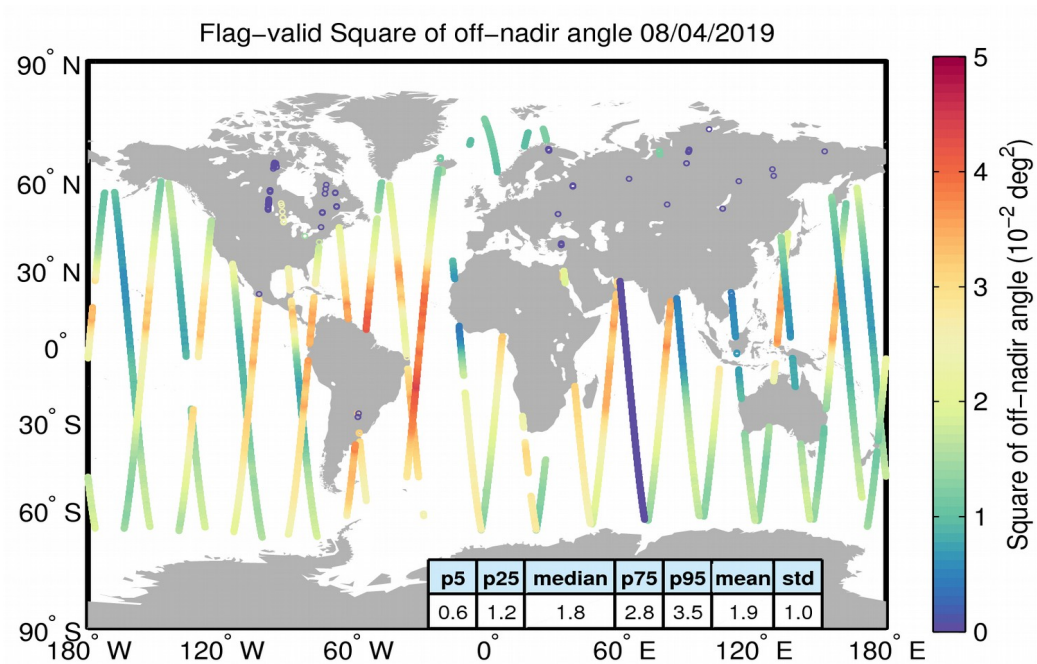 Flag−valid Square of off−nadir angle 08/04/2019
90° N
60° N
30° N
0°
30° S
60° S
90° S
180° W
120° W
60° W
0°
60° E
120° E
180° E
p5 p25 median p75 p95 mean std
0.6 1.2 1.8 2.8 3.5 1.9 1.0
5
4
3
2
1
0
Square of off−nadir angle (10⁻² deg²)